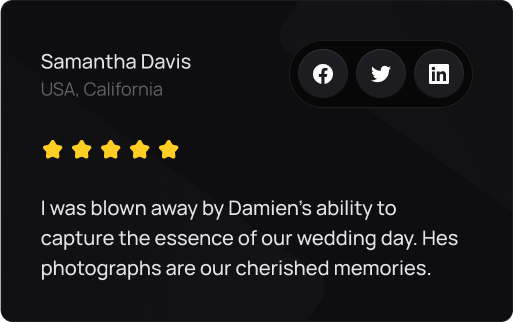 Samantha Davis
USA, California
I was blown away by Damien's ability to
capture the essence of our wedding day. Hes
photographs are our cherished memories.